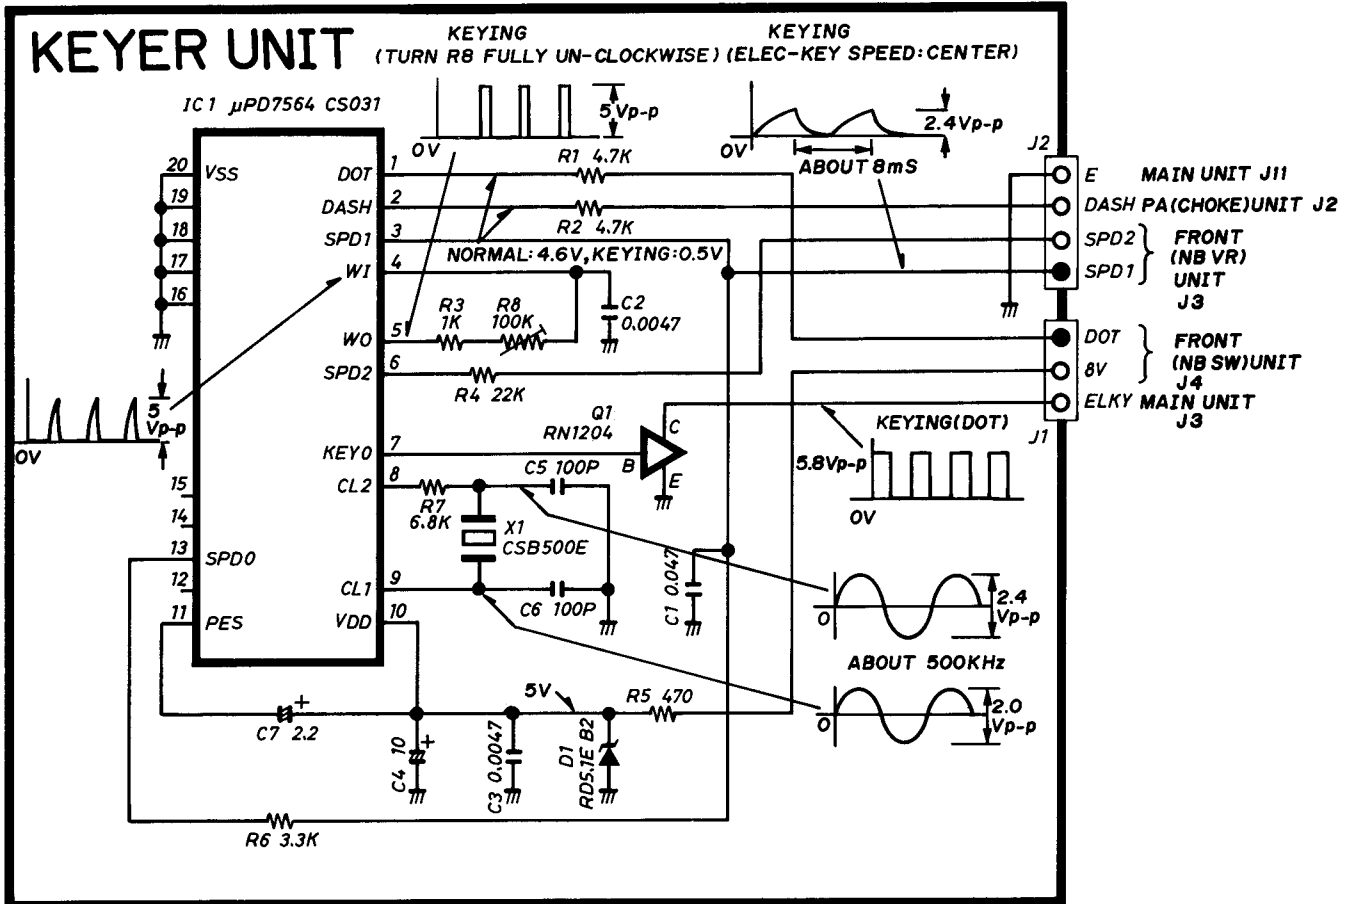 KEYER UNIT
KEYING
(TURN R8 FULLY UN-CLOCKWISE)
KEYING
(ELEC-KEY SPEED:CENTER)
IC1 µPD7564 CS031
5Vp-p
0V
2.4Vp-p
0V
ABOUT 8mS
R1 4.7K
R2 4.7K
NORMAL:4.6V,KEYING:0.5V
20 VSS
19
18
17
16
15
14
13 SPD0
12
11 PES
DOT 1
DASH 2
SPD1 3
WI 4
WO 5
SPD2 6
KEY0 7
CL2 8
CL1 9
VDD 10
R3
1K
R8
100K
C2
0.0047
R4 22K
5
Vp-p
0V
Q1
RN1204
B
C
E
C5 100P
R7
6.8K
X1
CSB500E
C6 100P
C1 0.047
5V
R5 470
C7 2.2
+
C4 10
+
C3 0.0047
D1
RD5.1E B2
R6 3.3K
J2
E MAIN UNIT J11
DASH PA(CHOKE)UNIT J2
SPD2
SPD1
FRONT
(NB VR)
UNIT
J3
DOT
8V
FRONT
(NB SW)UNIT
J4
ELKY MAIN UNIT
J3
J1
KEYING(DOT)
5.8Vp-p
0V
0
2.4
Vp-p
ABOUT 500KHz
0
2.0
Vp-p